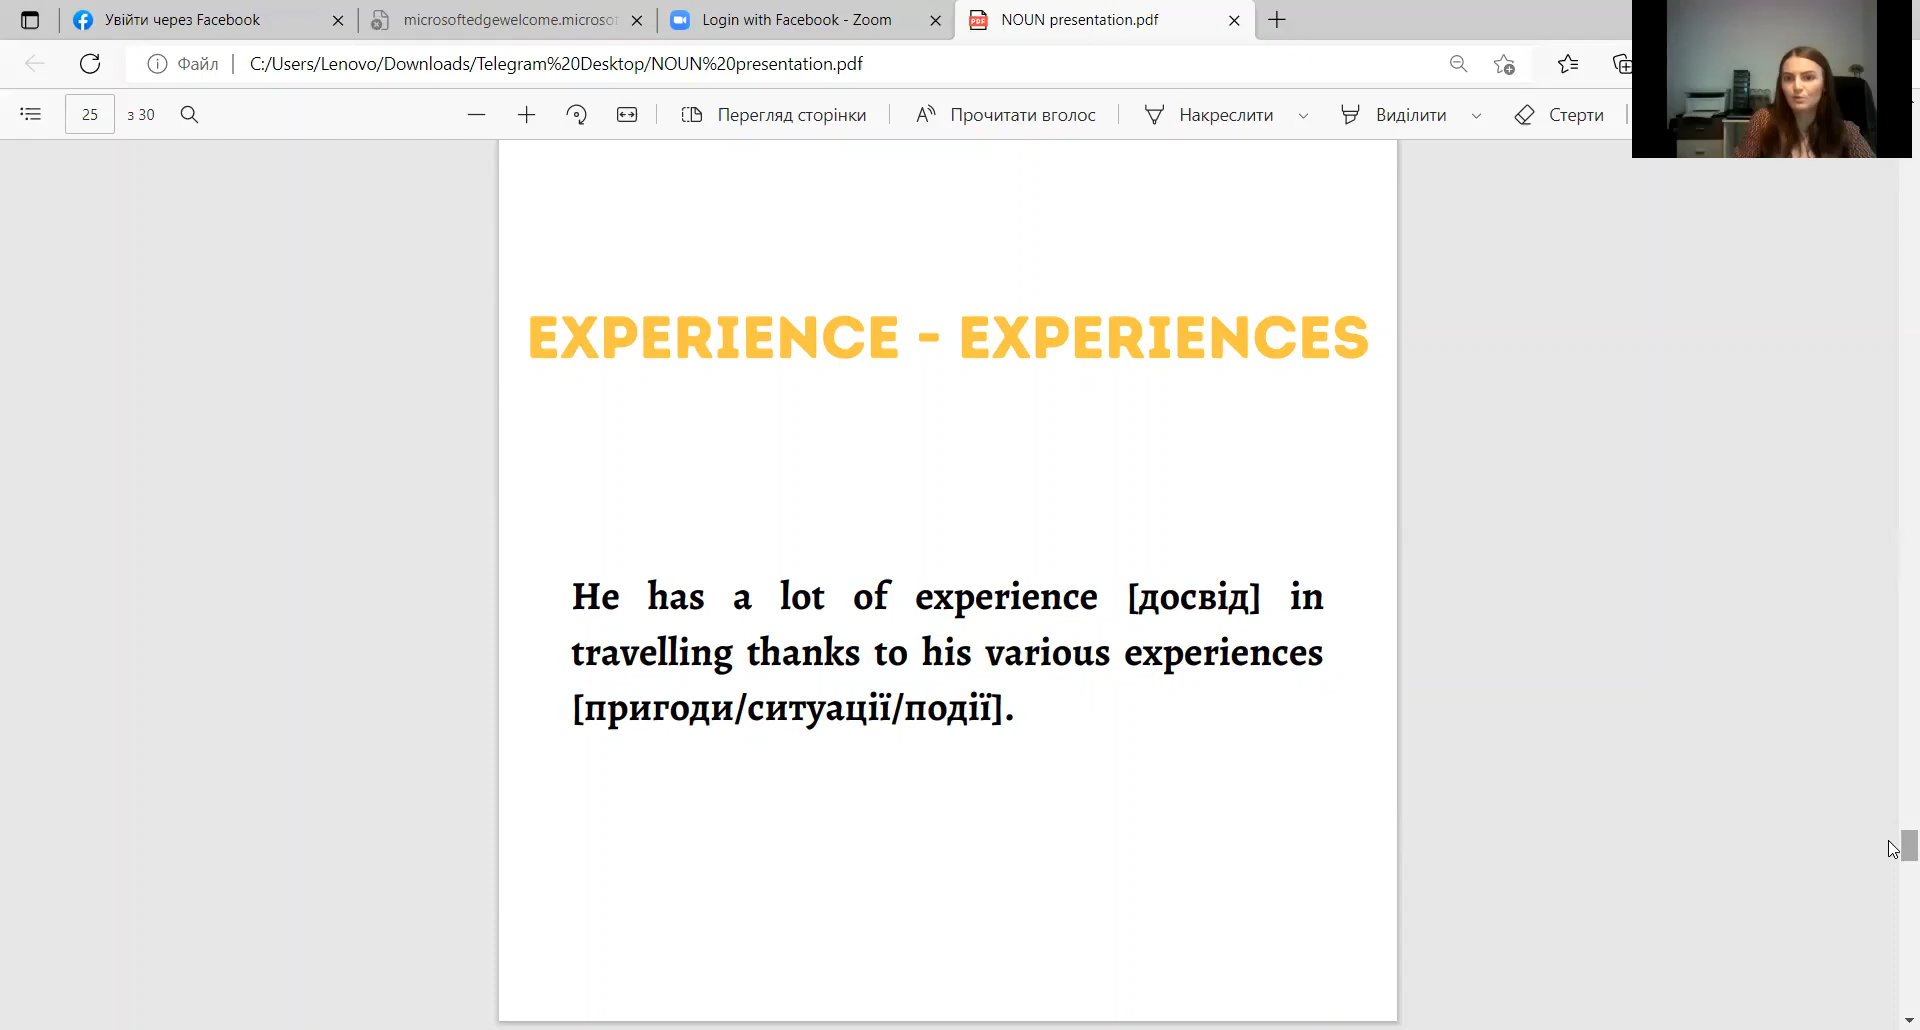 Увійти через Facebook
microsoftedgewelcome.microsof
Login with Facebook - Zoom
NOUN presentation.pdf
Файл
C:/Users/Lenovo/Downloads/Telegram%20Desktop/NOUN%20presentation.pdf
25
з 30
Перегляд сторінки
Прочитати вголос
Накреслити
Виділити
Стерти
EXPERIENCE - EXPERIENCES
He has a lot of experience [досвід] in
travelling thanks to his various experiences
[пригоди/ситуації/події].